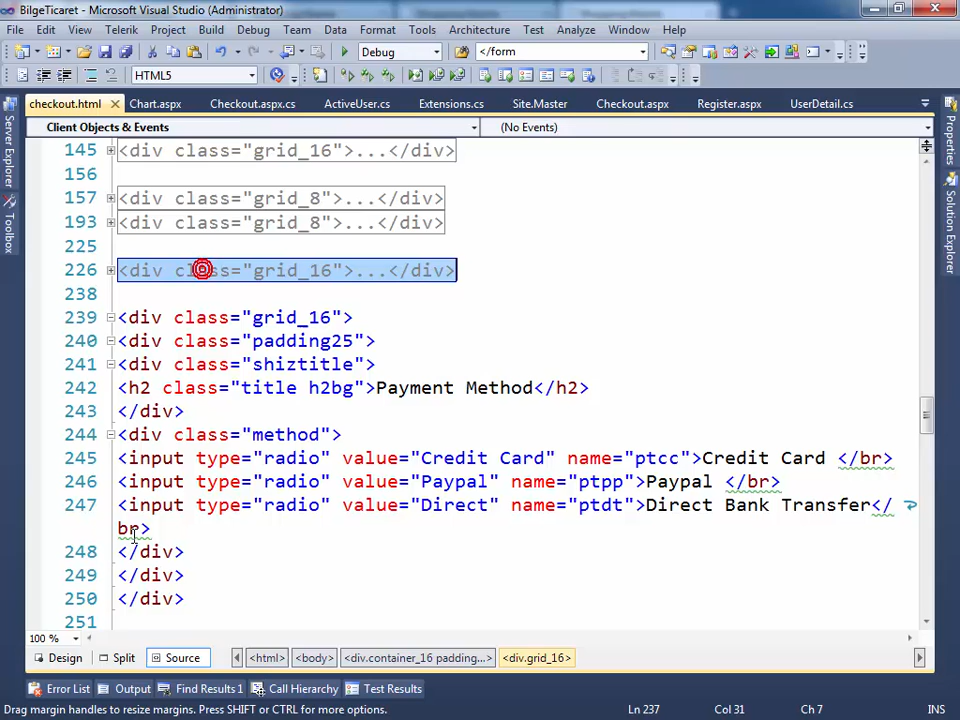 BilgeTicaret - Microsoft Visual Studio (Administrator)
File Edit View Telerik Project Build Debug Team Data Format Tools Architecture Test Analyze Window Help
Debug </form
HTML5
checkout.html Chart.aspx Checkout.aspx.cs ActiveUser.cs Extensions.cs Site.Master Checkout.aspx Register.aspx UserDetail.cs
Client Objects & Events (No Events)
Server Explorer
Toolbox
Properties
Solution Explorer
145 <div class="grid_16">...</div>
156
157 <div class="grid_8">...</div>
193 <div class="grid_8">...</div>
225
226 <div class="grid_16">...</div>
238
239 <div class="grid_16">
240 <div class="padding25">
241 <div class="shiztitle">
242 <h2 class="title h2bg">Payment Method</h2>
243 </div>
244 <div class="method">
245 <input type="radio" value="Credit Card" name="ptcc">Credit Card </br>
246 <input type="radio" value="Paypal" name="ptpp">Paypal </br>
247 <input type="radio" value="Direct" name="ptdt">Direct Bank Transfer</
br>
248 </div>
249 </div>
250 </div>
251
100 %
Design Split Source <html> <body> <div.container_16 padding...> <div.grid_16>
Error List Output Find Results 1 Call Hierarchy Test Results
Drag margin handles to resize margins. Press SHIFT or CTRL for more options. Ln 237 Col 31 Ch 7 INS